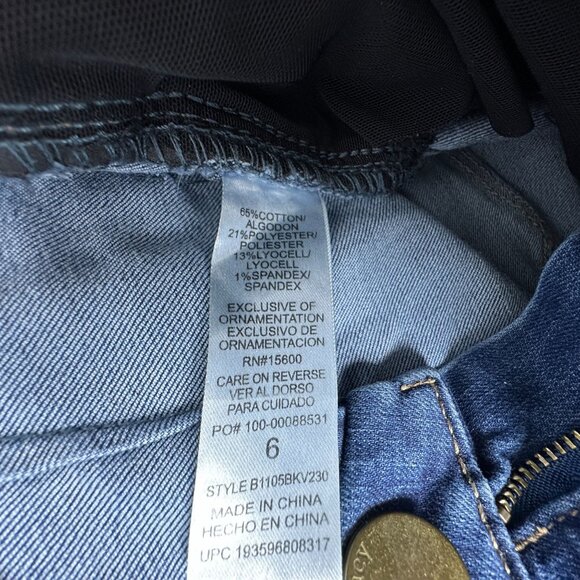 65%COTTON/
ALGODON
21%POLYESTER/
POLIESTER
13%LYOCELL/
LYOCELL
1%SPANDEX/
SPANDEX
EXCLUSIVE OF
ORNAMENTATION
EXCLUSIVO DE
ORNAMENTACION
RN#15600
CARE ON REVERSE
VER AL DORSO
PARA CUIDADO
PO# 100-00088531
6
STYLE B1105BKV230
MADE IN CHINA
HECHO EN CHINA
UPC 193596808317